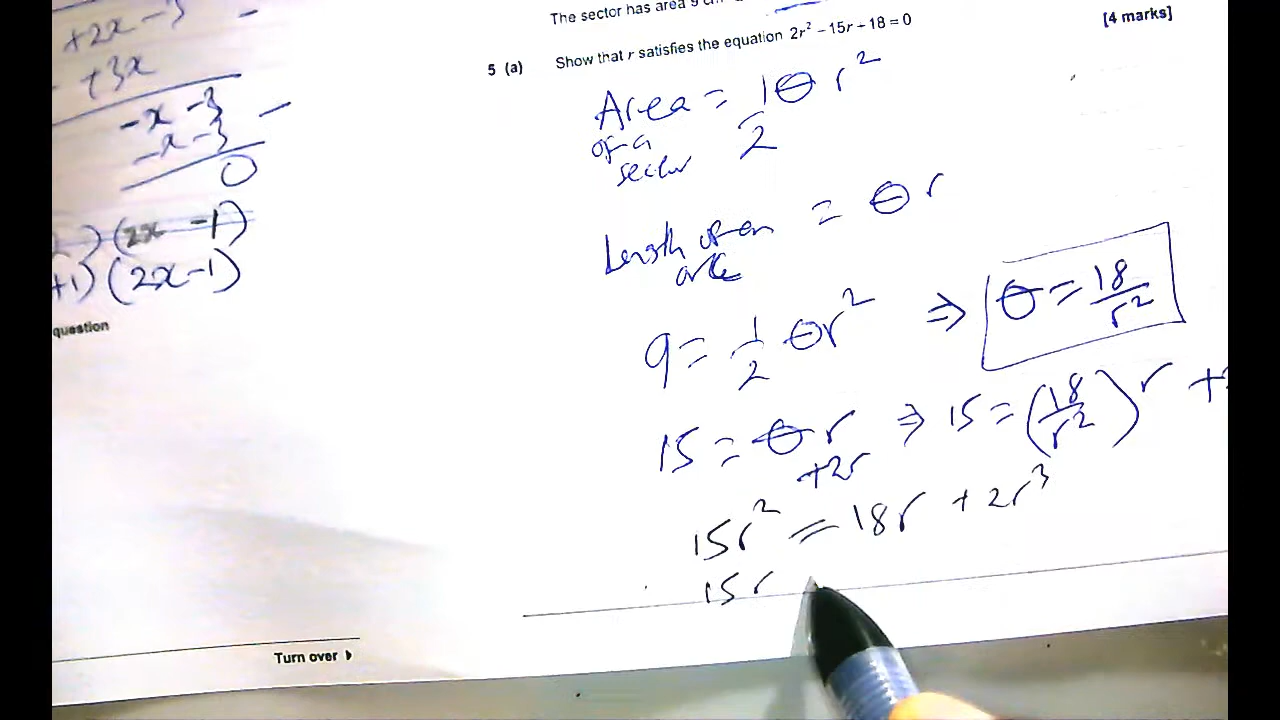 +2x - 3
+3x
-x -3
-x -3
0
(2x -1)
+1) (2x-1)
question
Turn over
The sector has area 9
5 (a) Show that r satisfies the equation 2r² – 15r + 18 = 0
[4 marks]
Area = 1/2 θ r²
of a
sector
Length of an = θ r
arc
9 = 1/2 θr² ⇒ θ = 18/r²
15 = θ r ⇒ 15 = (18/r²) r +
+2r
15r² = 18r + 2r³
15r